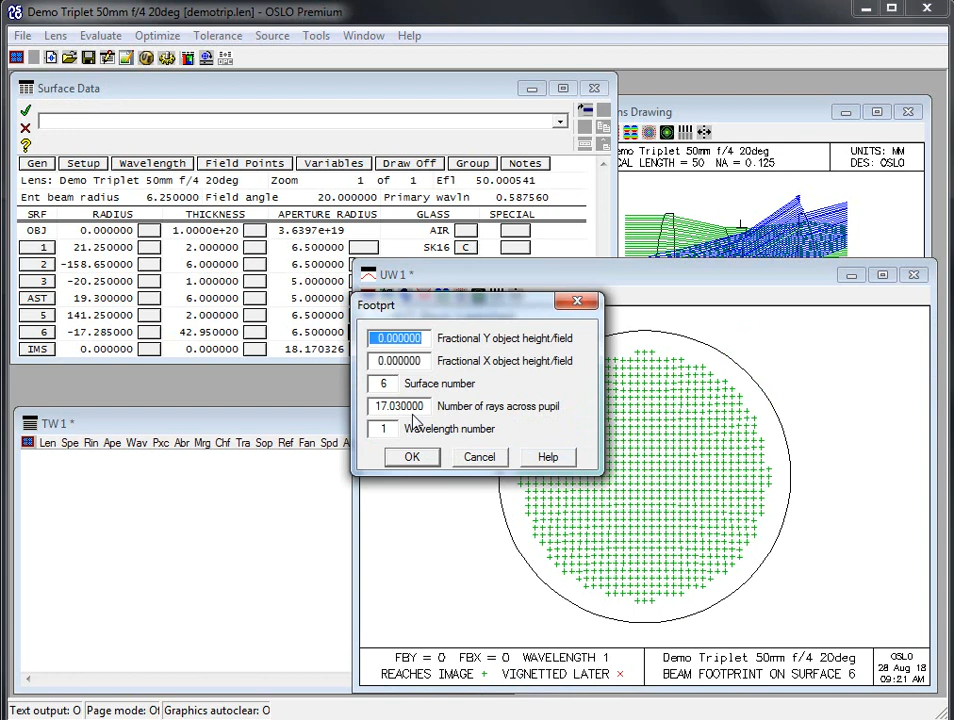 Demo Triplet 50mm f/4 20deg [demotrip.len] - OSLO Premium
File Lens Evaluate Optimize Tolerance Source Tools Window Help
Surface Data
Gen Setup Wavelength Field Points Variables Draw Off Group Notes
Lens: Demo Triplet 50mm f/4 20deg Zoom 1 of 1 Efl 50.000541
Ent beam radius 6.250000 Field angle 20.000000 Primary wavln 0.587560
SRF RADIUS THICKNESS APERTURE RADIUS GLASS SPECIAL
OBJ 0.000000 1.0000e+20 3.6397e+19 AIR
1 21.250000 2.000000 6.500000 SK16 C
2 -158.650000 6.000000 6.500000
3 -20.250000 1.000000 5.000000
AST 19.300000 6.000000 5.000000
5 141.250000 2.000000 6.500000
6 -17.285000 42.950000 6.500000
IMS 0.000000 0.000000 18.170326
ns Drawing
emo Triplet 50mm f/4 20deg
CAL LENGTH = 50 NA = 0.125
UNITS: MM
DES: OSLO
UW 1 *
Footprt
0.000000 Fractional Y object height/field
0.000000 Fractional X object height/field
6 Surface number
17.030000 Number of rays across pupil
1 Wavelength number
OK Cancel Help
TW 1 *
Len Spe Rin Ape Wav Pxc Abr Mrg Chf Tra Sop Ref Fan Spd A
FBY = 0 FBX = 0 WAVELENGTH 1
REACHES IMAGE + VIGNETTED LATER ×
Demo Triplet 50mm f/4 20deg
BEAM FOOTPRINT ON SURFACE 6
OSLO
28 Aug 18
09:21 AM
Text output: O Page mode: Of Graphics autoclear: O